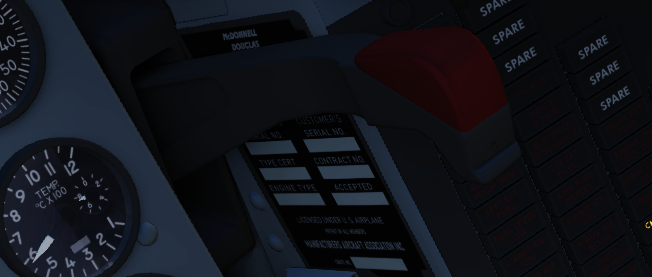 McDONNELL
DOUGLAS
SPARE
SPARE
SPARE
SPARE
SPARE
SPARE
CUSTOMER'S
SERIAL NO.
TYPE CERT.
CONTRACT NO.
ENGINE TYPE
ACCEPTED
LICENSED UNDER U.S. AIRPLANE
MANUFACTURERS AIRCRAFT ASSOCIATION INC.
40
50
TEMP
°C X100
12
11
10
9
8
7
6
5
4
3
2